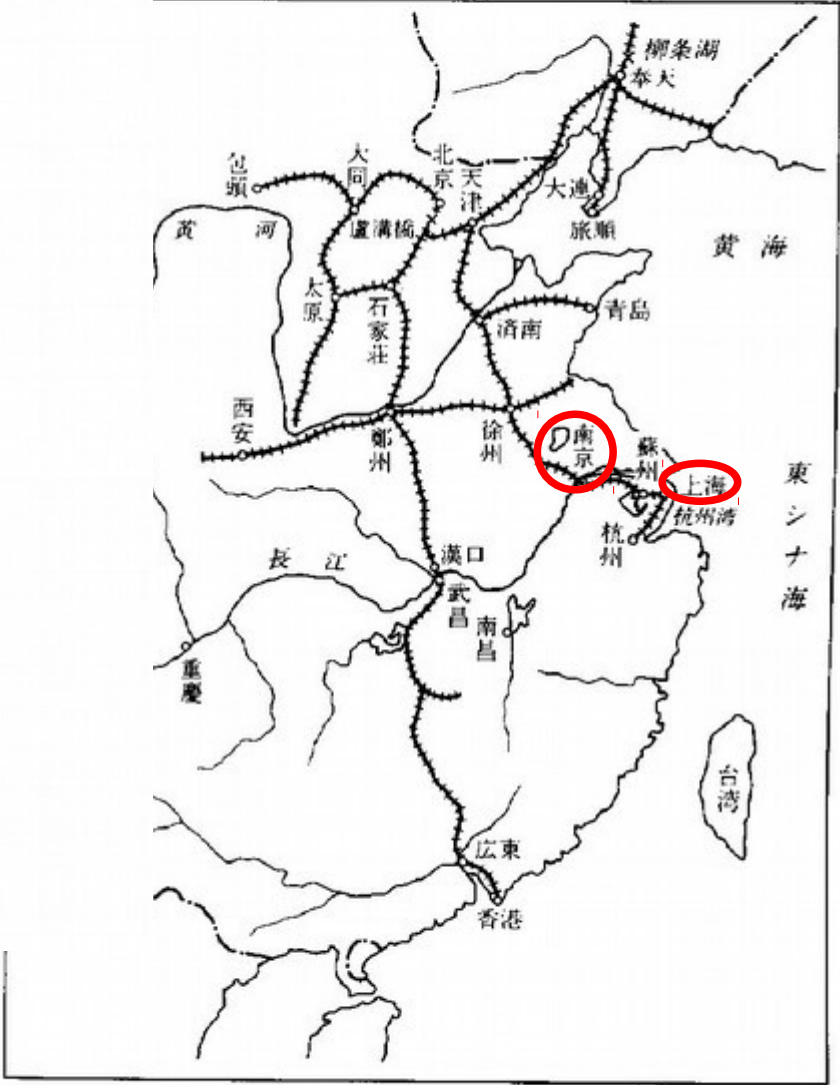 柳条湖
奉天
包頭
大同
北京
天津
大連
旅順
蘆溝橋
黄河
黄海
太原
石家荘
済南
青島
西安
鄭州
徐州
南京
蘇州
上海
杭州湾
杭州
東シナ海
漢口
武昌
長江
南昌
重慶
台湾
広東
香港